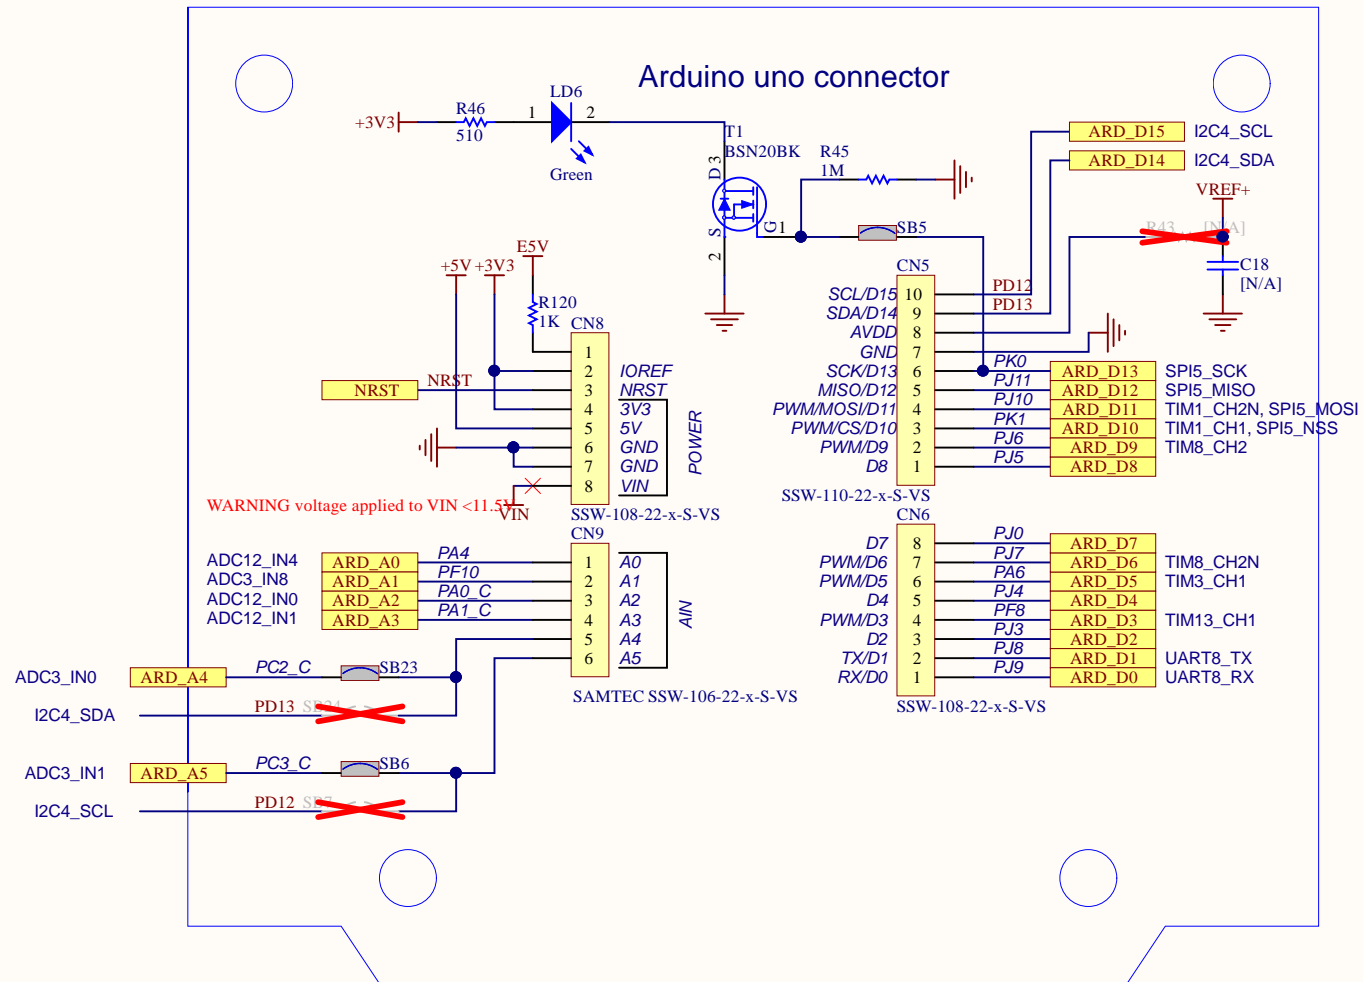 Arduino uno connector
LD6
+3V3
R46
510
1
2
Green
T1
BSN20BK
D
3
S
2
G
1
R45
1M
SB5
ARD_D15
I2C4_SCL
ARD_D14
I2C4_SDA
VREF+
R43
[N/A]
C18
[N/A]
E5V
+5V
+3V3
R120
1K
CN8
1
2
IOREF
NRST
NRST
3
NRST
4
3V3
5
5V
6
GND
7
GND
8
VIN
POWER
WARNING voltage applied to VIN <11.5V
VIN
SSW-108-22-x-S-VS
CN5
SCL/D15
10
PD12
SDA/D14
9
PD13
AVDD
8
GND
7
SCK/D13
6
PK0
ARD_D13
SPI5_SCK
MISO/D12
5
PJ11
ARD_D12
SPI5_MISO
PWM/MOSI/D11
4
PJ10
ARD_D11
TIM1_CH2N, SPI5_MOSI
PWM/CS/D10
3
PK1
ARD_D10
TIM1_CH1, SPI5_NSS
PWM/D9
2
PJ6
ARD_D9
TIM8_CH2
D8
1
PJ5
ARD_D8
SSW-110-22-x-S-VS
CN9
ADC12_IN4
ARD_A0
PA4
1
A0
ADC3_IN8
ARD_A1
PF10
2
A1
ADC12_IN0
ARD_A2
PA0_C
3
A2
ADC12_IN1
ARD_A3
PA1_C
4
A3
5
A4
6
A5
AIN
SAMTEC SSW-106-22-x-S-VS
ADC3_IN0
ARD_A4
PC2_C
SB23
I2C4_SDA
PD13
ADC3_IN1
ARD_A5
PC3_C
SB6
I2C4_SCL
PD12
SB7
CN6
D7
8
PJ0
ARD_D7
PWM/D6
7
PJ7
ARD_D6
TIM8_CH2N
PWM/D5
6
PA6
ARD_D5
TIM3_CH1
D4
5
PJ4
ARD_D4
PWM/D3
4
PF8
ARD_D3
TIM13_CH1
D2
3
PJ3
ARD_D2
TX/D1
2
PJ8
ARD_D1
UART8_TX
RX/D0
1
PJ9
ARD_D0
UART8_RX
SSW-108-22-x-S-VS